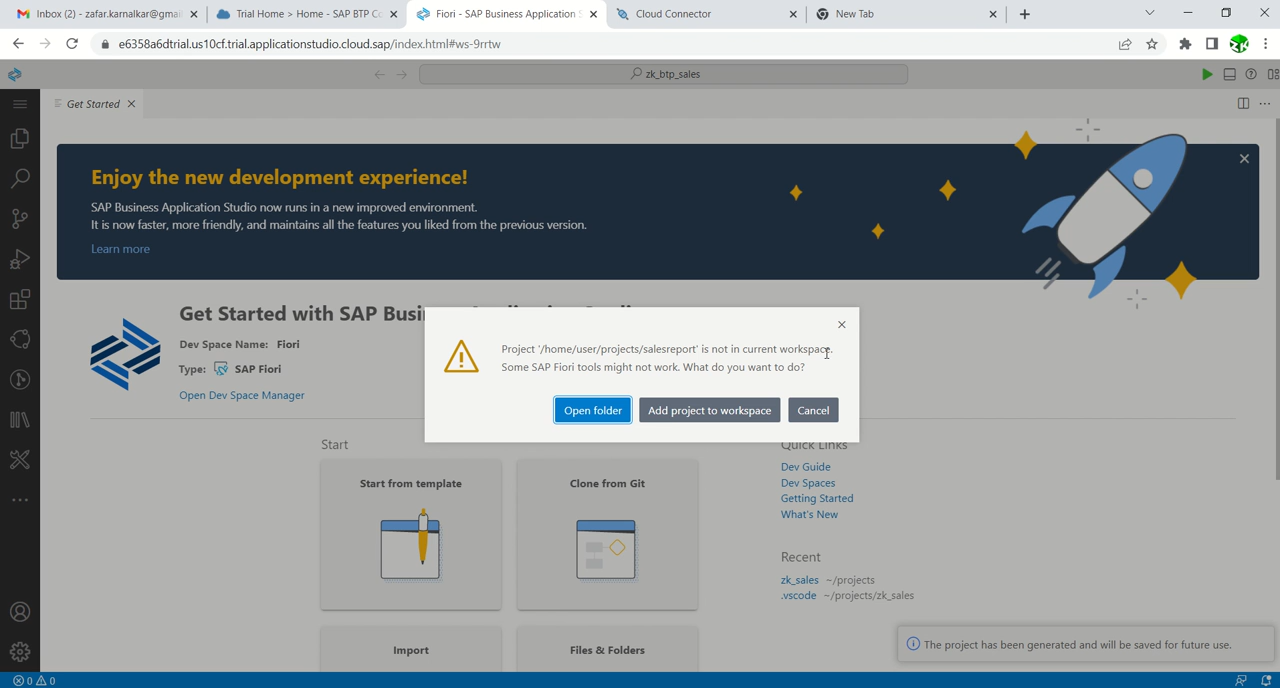 Inbox (2) - zafar.karnalkar@gmai
Trial Home > Home - SAP BTP Co
Fiori - SAP Business Application S
Cloud Connector
New Tab
e6358a6dtrial.us10cf.trial.applicationstudio.cloud.sap/index.html#ws-9rrtw
zk_btp_sales
Get Started
Enjoy the new development experience!
SAP Business Application Studio now runs in a new improved environment.
It is now faster, more friendly, and maintains all the features you liked from the previous version.
Learn more
Get Started with SAP Busi
Dev Space Name: Fiori
Type: SAP Fiori
Open Dev Space Manager
Project '/home/user/projects/salesreport' is not in current workspace.
Some SAP Fiori tools might not work. What do you want to do?
Open folder
Add project to workspace
Cancel
Start
Quick Links
Start from template
Clone from Git
Dev Guide
Dev Spaces
Getting Started
What's New
Recent
zk_sales ~/projects
.vscode ~/projects/zk_sales
Import
Files & Folders
The project has been generated and will be saved for future use.
0 0